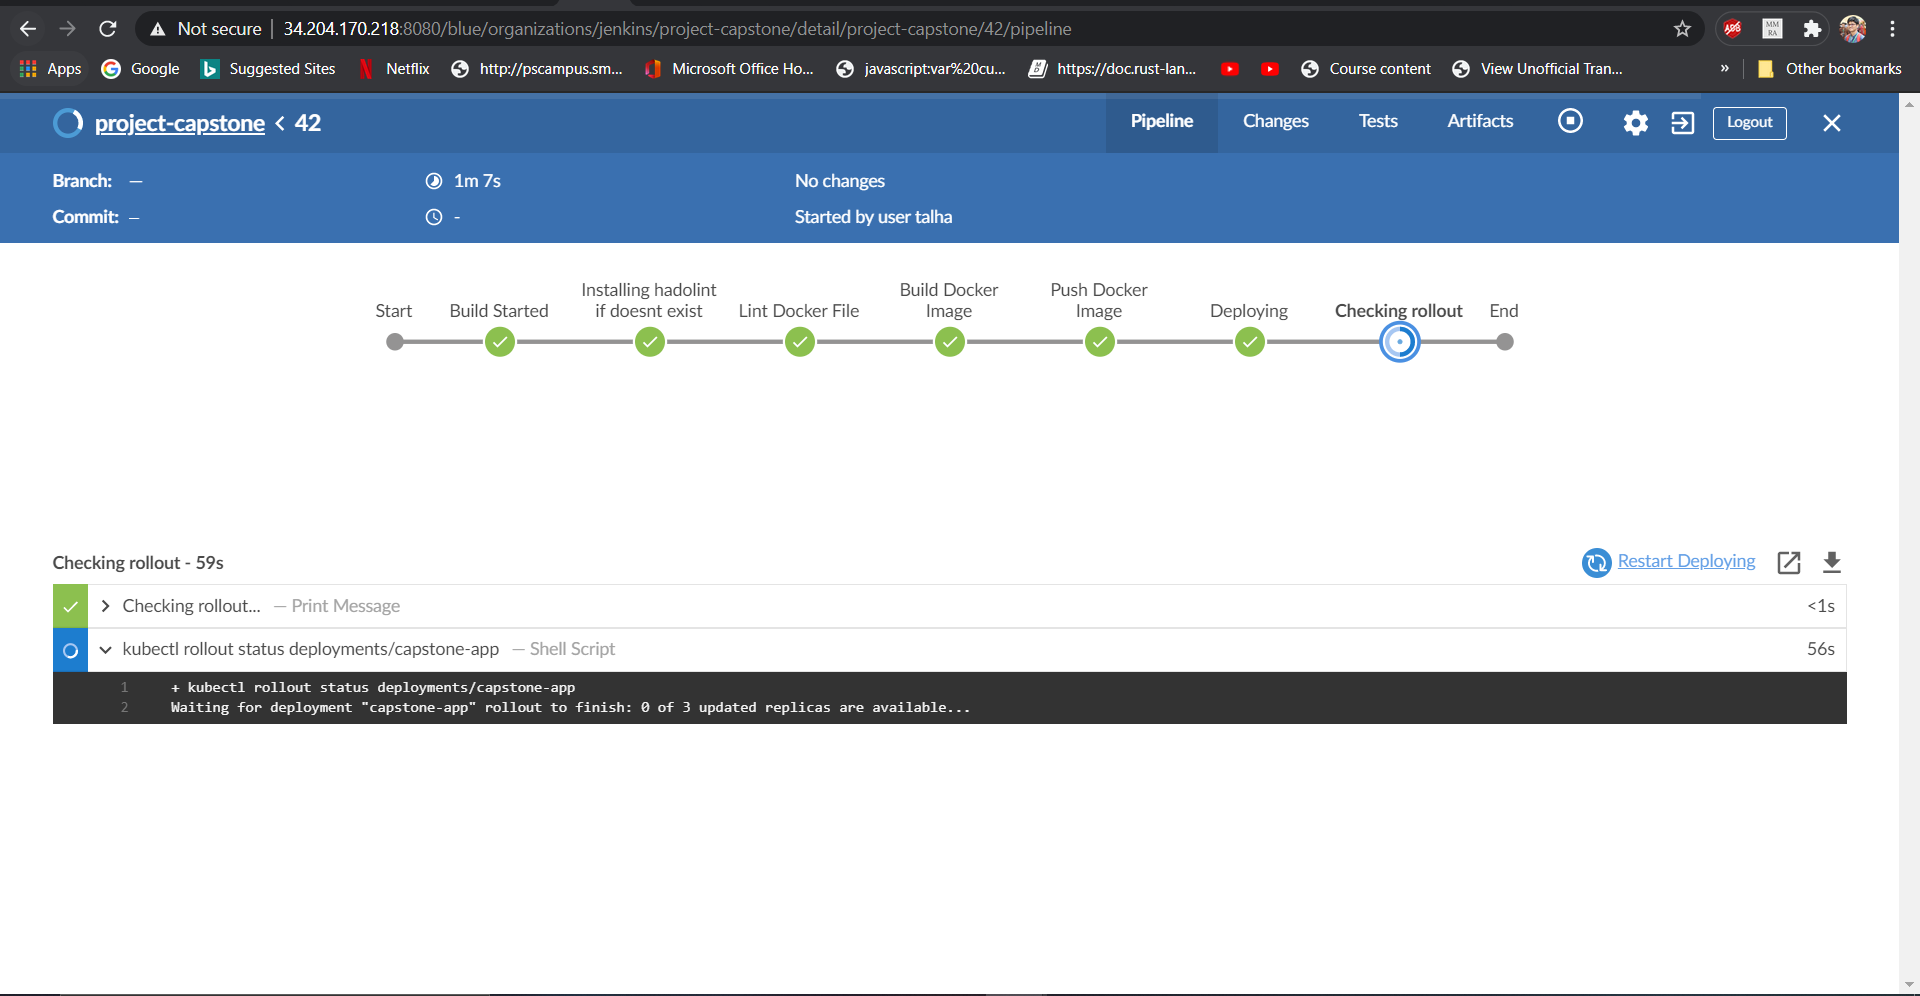 Not secure | 34.204.170.218:8080/blue/organizations/jenkins/project-capstone/detail/project-capstone/42/pipeline
Apps Google Suggested Sites Netflix http://pscampus.sm... Microsoft Office Ho... javascript:var%20cu... https://doc.rust-lan... Course content View Unofficial Tran... » Other bookmarks
project-capstone < 42 Pipeline Changes Tests Artifacts Logout
Branch: — 1m 7s No changes
Commit: — - Started by user talha
Start
Build Started
Installing hadolint
if doesnt exist
Lint Docker File
Build Docker
Image
Push Docker
Image
Deploying
Checking rollout
End
Checking rollout - 59s Restart Deploying
Checking rollout... — Print Message <1s
kubectl rollout status deployments/capstone-app — Shell Script 56s
1 + kubectl rollout status deployments/capstone-app
2 Waiting for deployment "capstone-app" rollout to finish: 0 of 3 updated replicas are available...